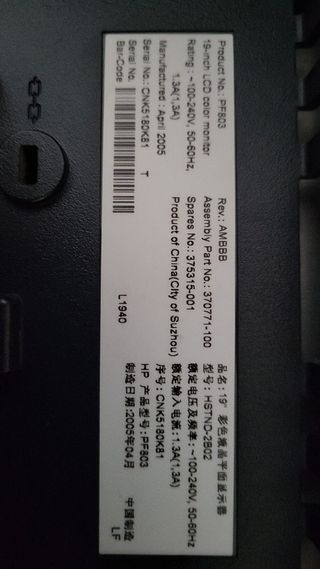 Product No.: PF803
19-inch LCD color monitor
Rating : ~100-240V, 50-60Hz,
1.3A(1,3A)
Manufactured : April 2005
Serial No.: CNK5180K81 T
Bar-Code
Rev.: AMBBB
Assembly Part No.: 370771-100
Spares No.: 375315-001
Product of China(City of Suzhou)
L1940
品名: 19" 彩色液晶平面显示器
型号: HSTND-2B02
额定电压及频率: ~100-240V, 50-60Hz
额定输入电流: 1.3A(1,3A)
序号: CNK5180K81
HP 产品型号: PF803
制造日期: 2005年04月 中国制造
LF